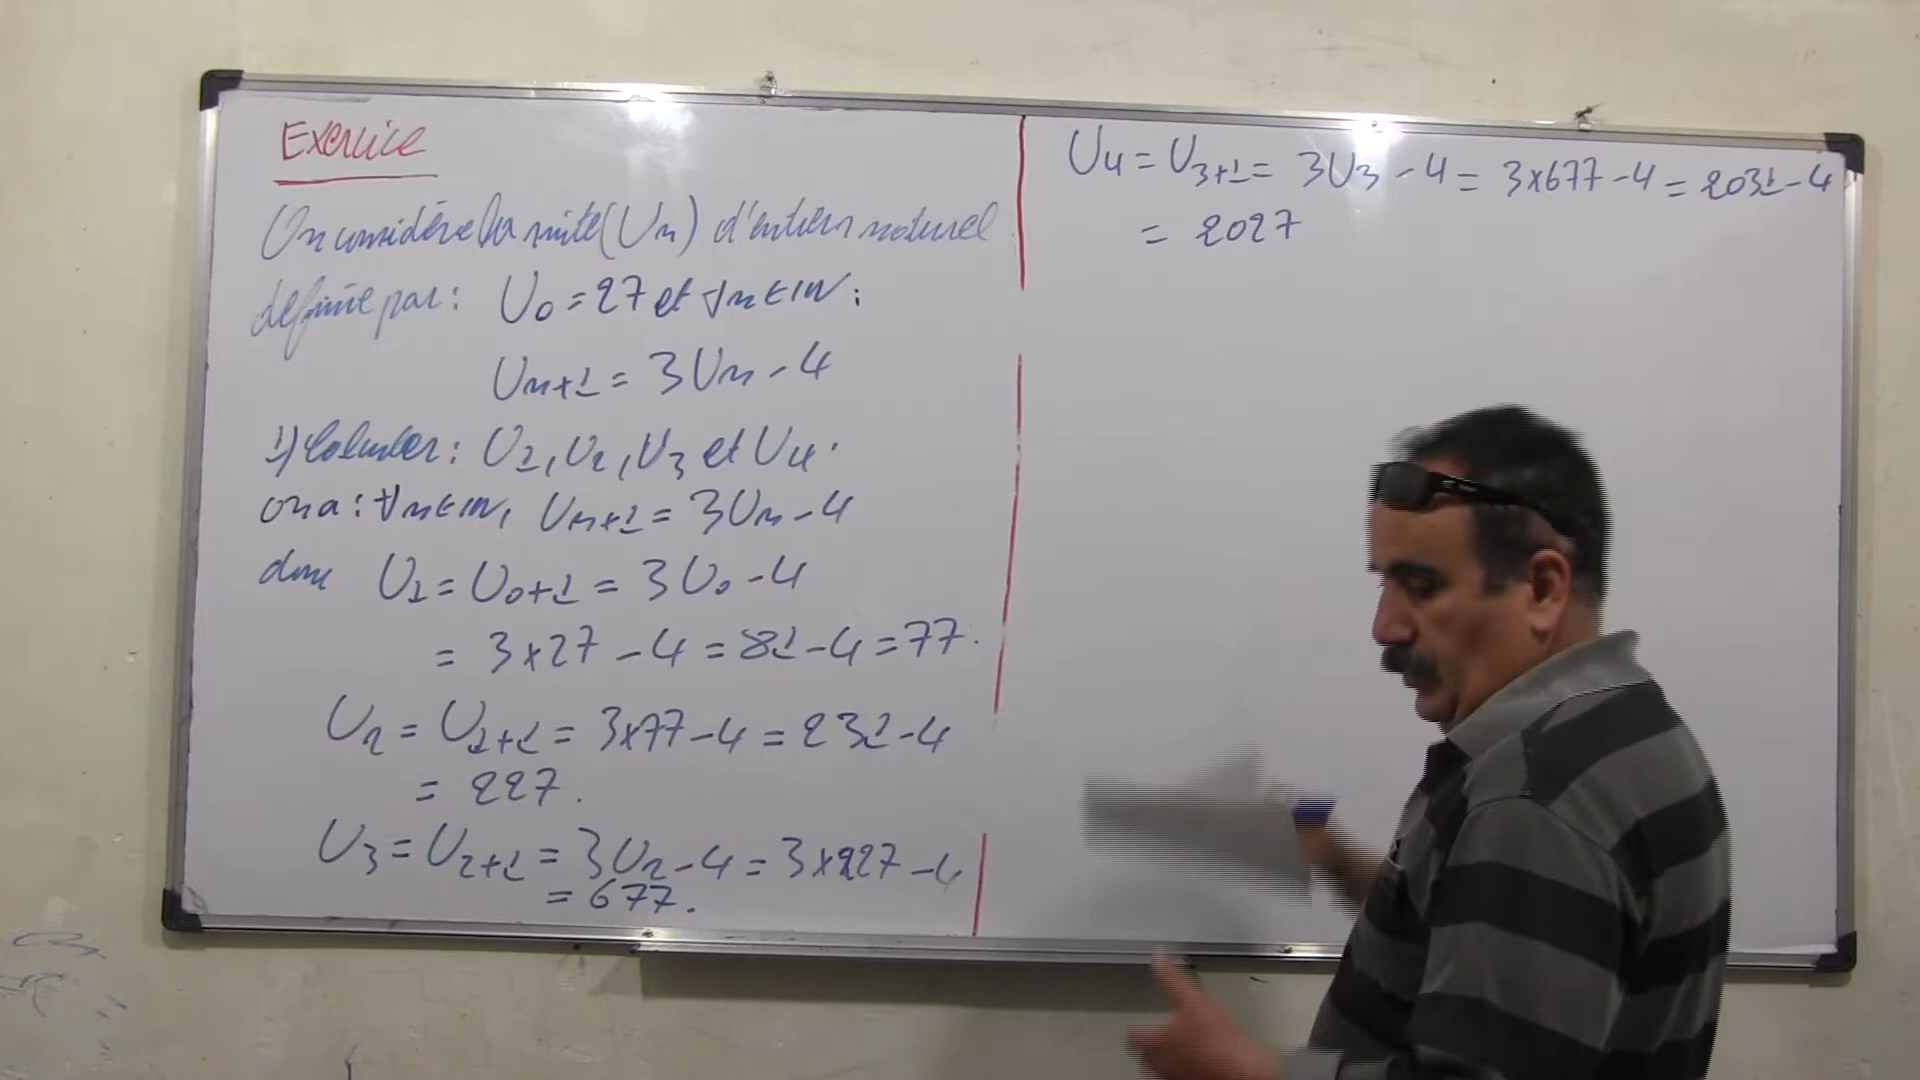 Exercice
On considère la suite (Un) d'entiers naturel
définie par : U0 = 27 et ∀n∈IN :
Un+1 = 3Un - 4
1) Calculer : U1, U2, U3 et U4.
on a : ∀n∈IN, Un+1 = 3Un - 4
donc U1 = U0+1 = 3U0 - 4
= 3×27 - 4 = 81 - 4 = 77.
U2 = U1+1 = 3×77 - 4 = 231 - 4
= 227.
U3 = U2+1 = 3U2 - 4 = 3×227 - 4
= 677.
U4 = U3+1 = 3U3 - 4 = 3×677 - 4 = 2031 - 4
= 2027